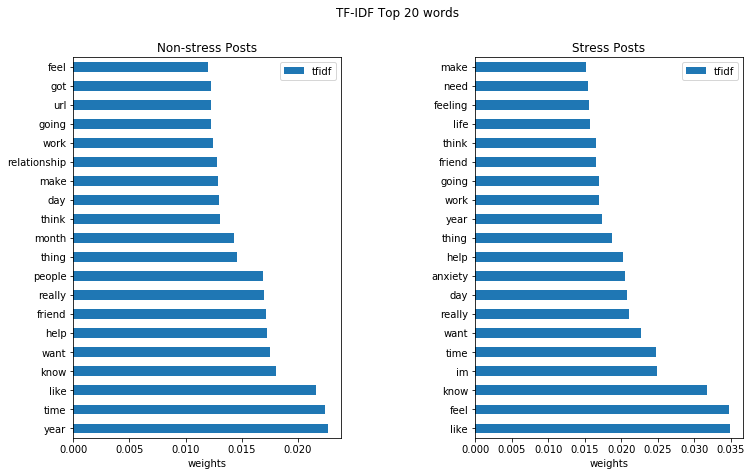 TF-IDF Top 20 words
Non-stress Posts
tfidf
feel
got
url
going
work
relationship
make
day
think
month
thing
people
really
friend
help
want
know
like
time
year
0.000 0.005 0.010 0.015 0.020
weights
Stress Posts
tfidf
make
need
feeling
life
think
friend
going
work
year
thing
help
anxiety
day
really
want
time
im
know
feel
like
0.000 0.005 0.010 0.015 0.020 0.025 0.030 0.035
weights